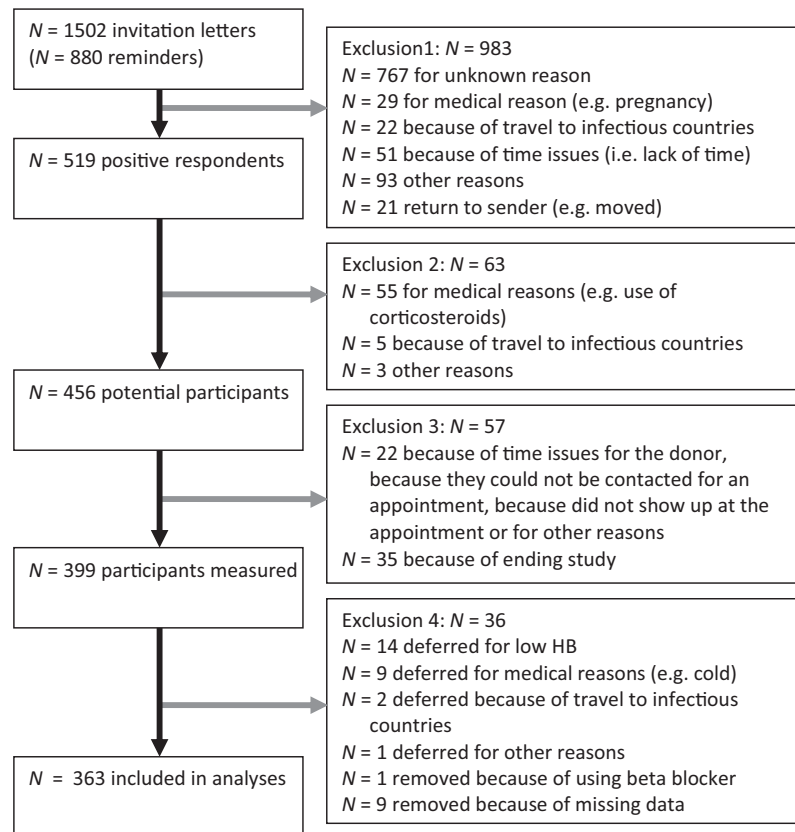 N = 1502 invitation letters
(N = 880 reminders)
Exclusion1: N = 983
N = 767 for unknown reason
N = 29 for medical reason (e.g. pregnancy)
N = 22 because of travel to infectious countries
N = 51 because of time issues (i.e. lack of time)
N = 93 other reasons
N = 21 return to sender (e.g. moved)
N = 519 positive respondents
Exclusion 2: N = 63
N = 55 for medical reasons (e.g. use of
corticosteroids)
N = 5 because of travel to infectious countries
N = 3 other reasons
N = 456 potential participants
Exclusion 3: N = 57
N = 22 because of time issues for the donor,
because they could not be contacted for an
appointment, because did not show up at the
appointment or for other reasons
N = 35 because of ending study
N = 399 participants measured
Exclusion 4: N = 36
N = 14 deferred for low HB
N = 9 deferred for medical reasons (e.g. cold)
N = 2 deferred because of travel to infectious
countries
N = 1 deferred for other reasons
N = 1 removed because of using beta blocker
N = 9 removed because of missing data
N = 363 included in analyses